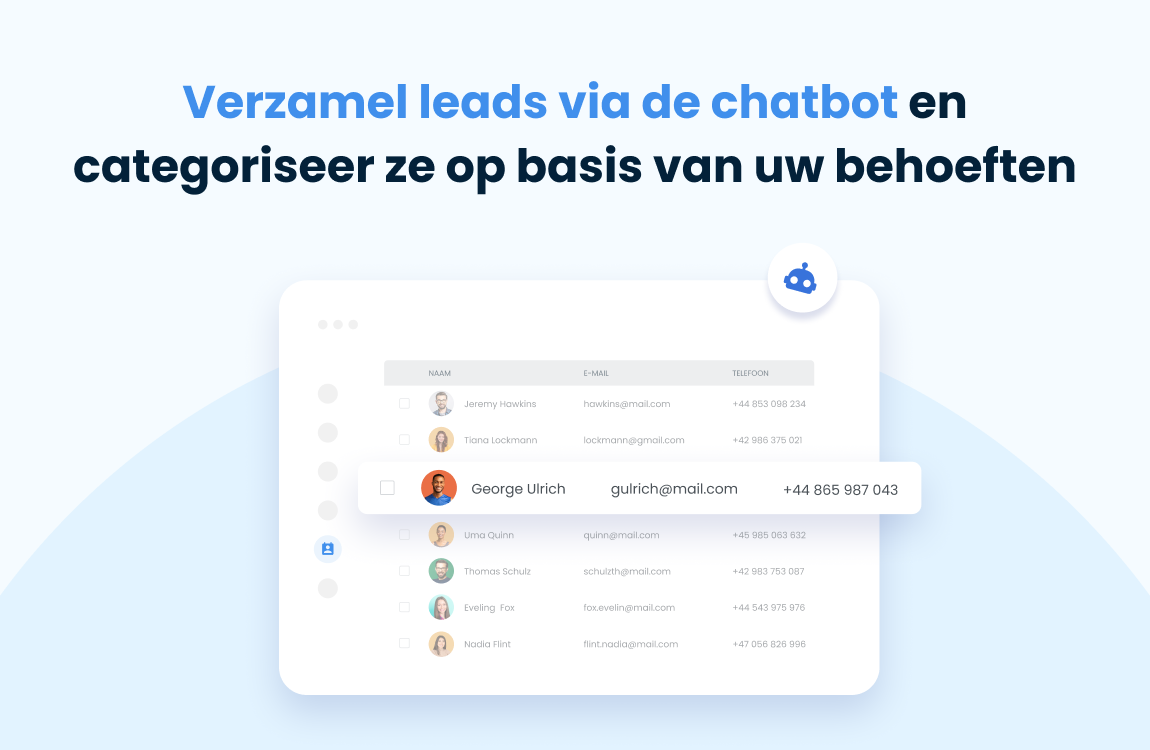 Verzamel leads via de chatbot en
categoriseer ze op basis van uw behoeften
NAAM E-MAIL TELEFOON
Jeremy Hawkins hawkins@mail.com +44 853 098 234
Tiana Lockmann lockmann@gmail.com +42 986 375 021
George Ulrich gulrich@mail.com +44 865 987 043
Uma Quinn quinn@mail.com +45 985 063 632
Thomas Schulz schulzth@mail.com +42 983 753 087
Eveling Fox fox.evelin@mail.com +44 543 975 976
Nadia Flint flint.nadia@mail.com +47 056 826 996